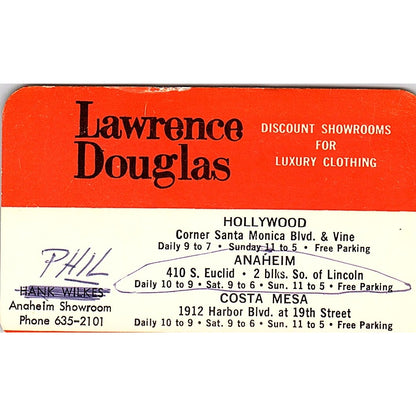 Lawrence
Douglas
DISCOUNT SHOWROOMS
FOR
LUXURY CLOTHING
HOLLYWOOD
Corner Santa Monica Blvd. & Vine
Daily 9 to 7 • Sunday 11 to 5 • Free Parking
ANAHEIM
410 S. Euclid • 2 blks. So. of Lincoln
Daily 10 to 9 • Sat. 9 to 6 • Sun. 11 to 5 • Free Parking
COSTA MESA
1912 Harbor Blvd. at 19th Street
Daily 10 to 9 • Sat. 9 to 6 • Sun. 11 to 5 • Free Parking
PHIL
HANK WILKES
Anaheim Showroom
Phone 635-2101